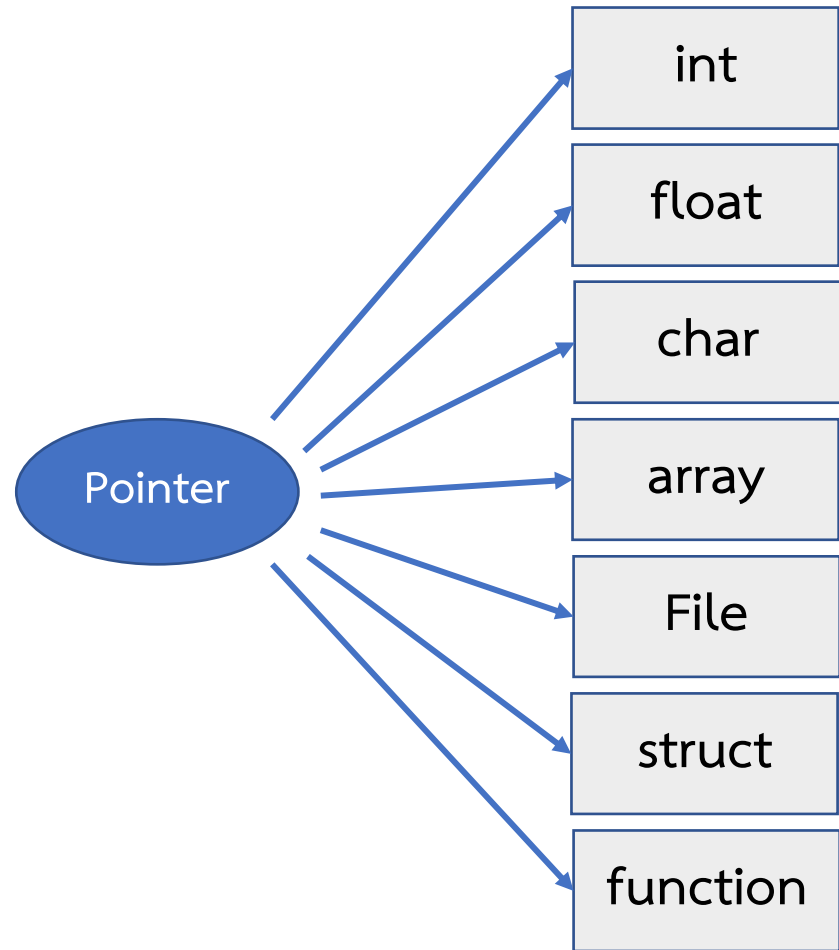 int
float
char
array
Pointer
File
struct
function